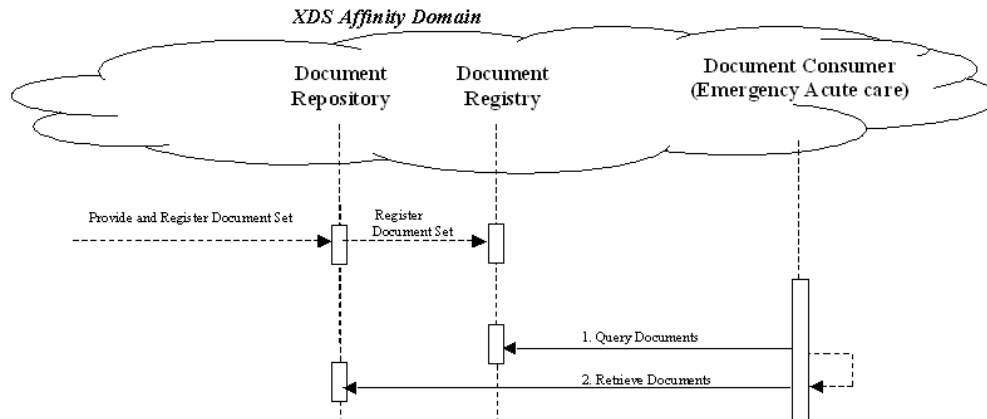 XDS Affinity Domain
Document
Repository
Document
Registry
Document Consumer
(Emergency Acute care)
Provide and Register Document Set
Register
Document Set
1. Query Documents
2. Retrieve Documents